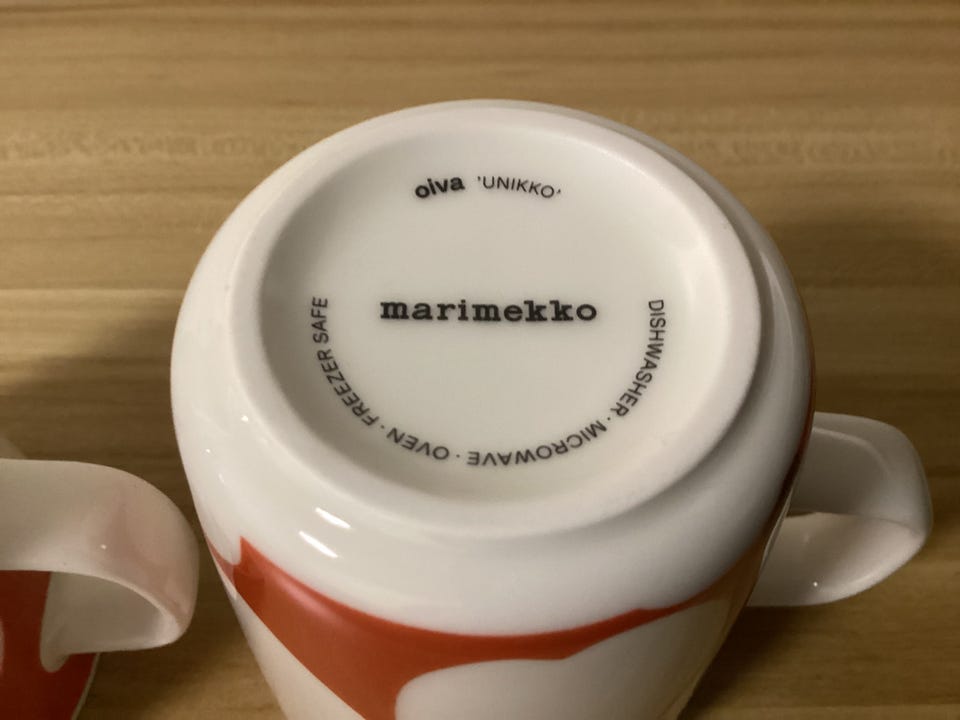 oiva 'UNIKKO'
marimekko
DISHWASHER · MICROWAVE · OVEN · FREEZER SAFE